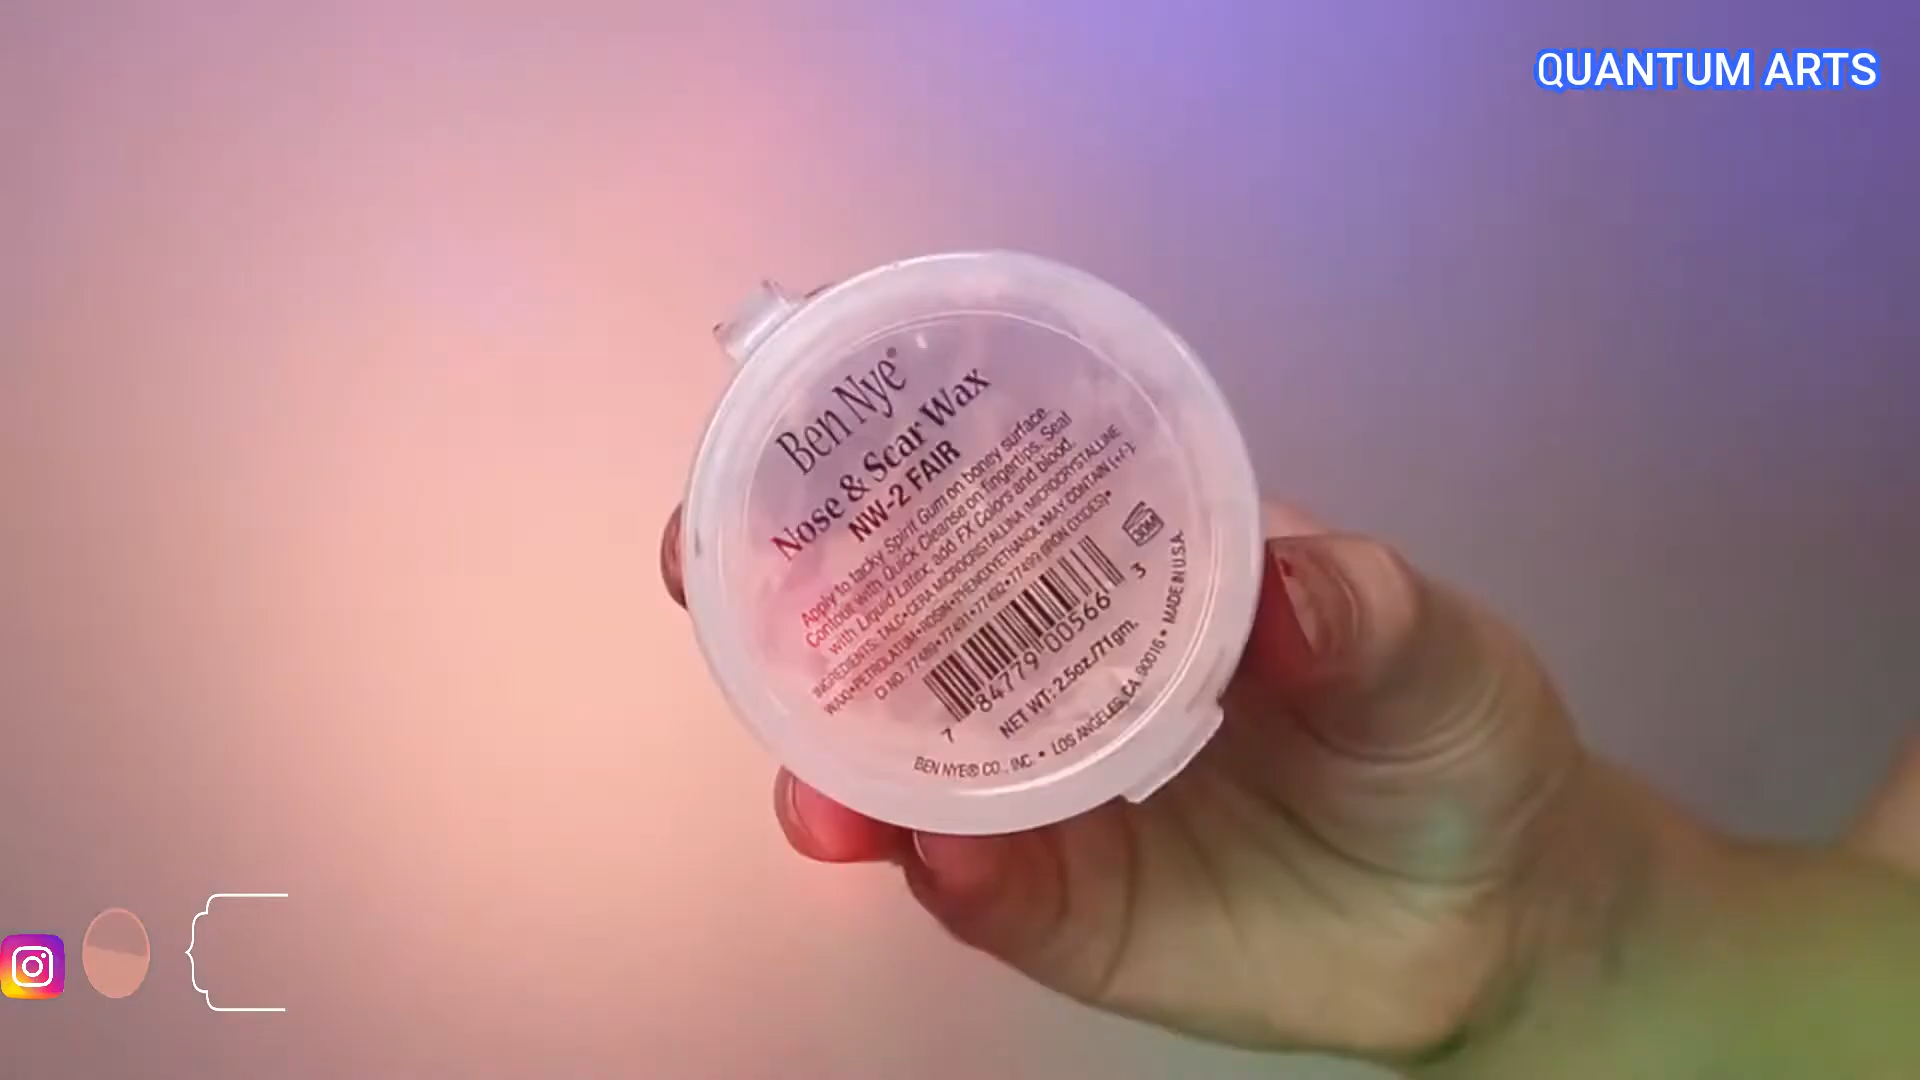 QUANTUM ARTS
Ben Nye®
Nose & Scar Wax
NW-2 FAIR
Apply to tacky Spirit Gum on boney surface.
Contour with Quick Cleanse on fingertips. Seal
with Liquid Latex; add FX Colors and blood.
INGREDIENTS: TALC•CERA MICROCRISTALLINA (MICROCRYSTALLINE
WAX)•PETROLATUM•ROSIN•PHENOXYETHANOL•MAY CONTAIN (+/-):
CI NO. 77489•77491•77492•77499 (IRON OXIDES)•
30M
7 84779 00566 3
NET WT: 2.5oz./71gm.
BEN NYE® CO., INC. • LOS ANGELES, CA. 90016 • MADE IN U.S.A.